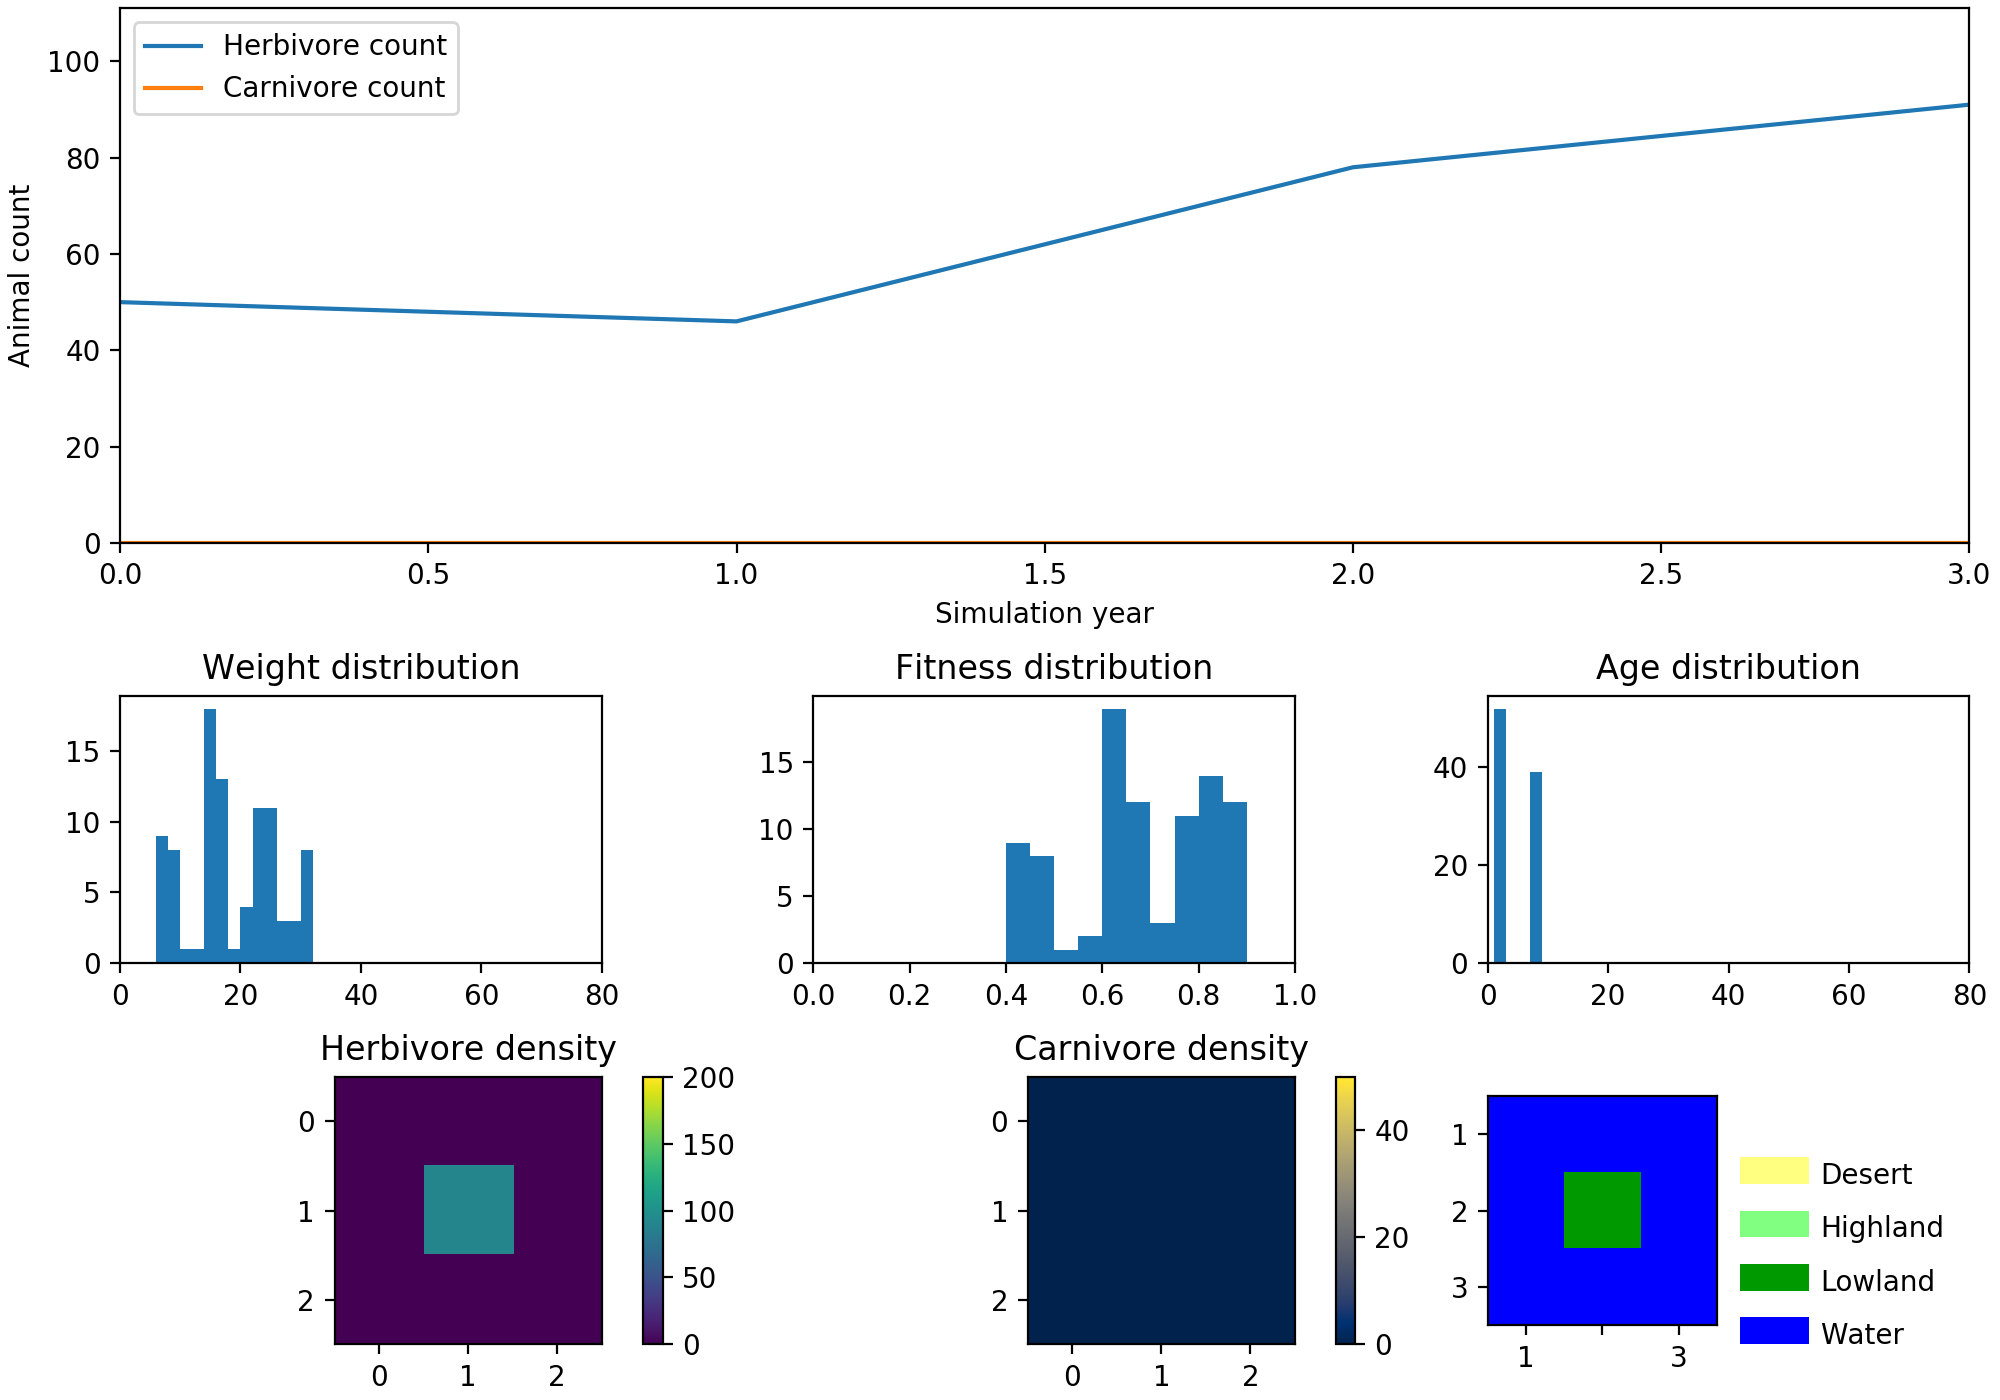 Herbivore count
Carnivore count
100
80
60
40
20
0
Animal count
0.0 0.5 1.0 1.5 2.0 2.5 3.0
Simulation year
Weight distribution
15
10
5
0
0 20 40 60 80
Fitness distribution
15
10
5
0
0.0 0.2 0.4 0.6 0.8 1.0
Age distribution
40
20
0
0 20 40 60 80
Herbivore density
0
1
2
0 1 2
200
150
100
50
0
Carnivore density
0
1
2
0 1 2
40
20
0
1
2
3
1 3
Desert
Highland
Lowland
Water